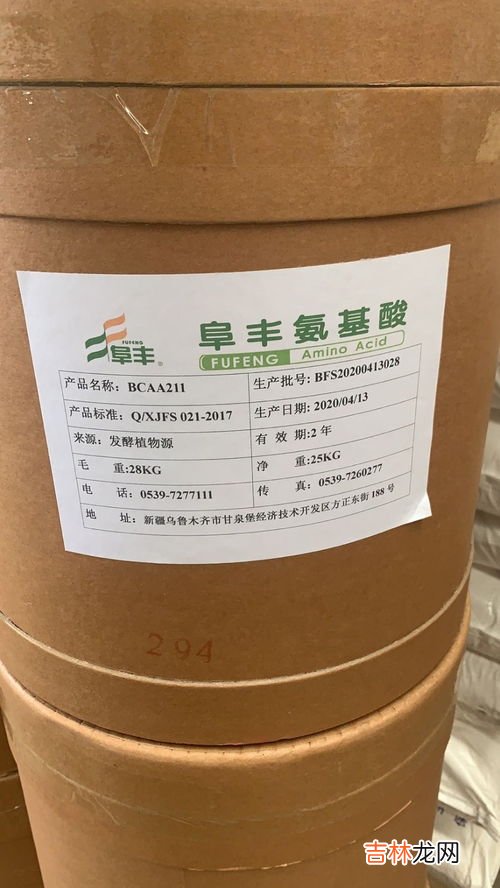 FUFENG
阜丰®
阜丰氨基酸
FUFENG Amino Acid
产品名称：BCAA211 生产批号：BFS20200413028
产品标准：Q/XJFS 021-2017 生产日期：2020/04/13
来源：发酵植物源 有 效 期:2 年
毛 重:28KG 净 重:25KG
电 话：0539-7277111 传 真：0539-7260277
地 址：新疆乌鲁木齐市甘泉堡经济技术开发区方正东街 188 号
294
吉林龙网